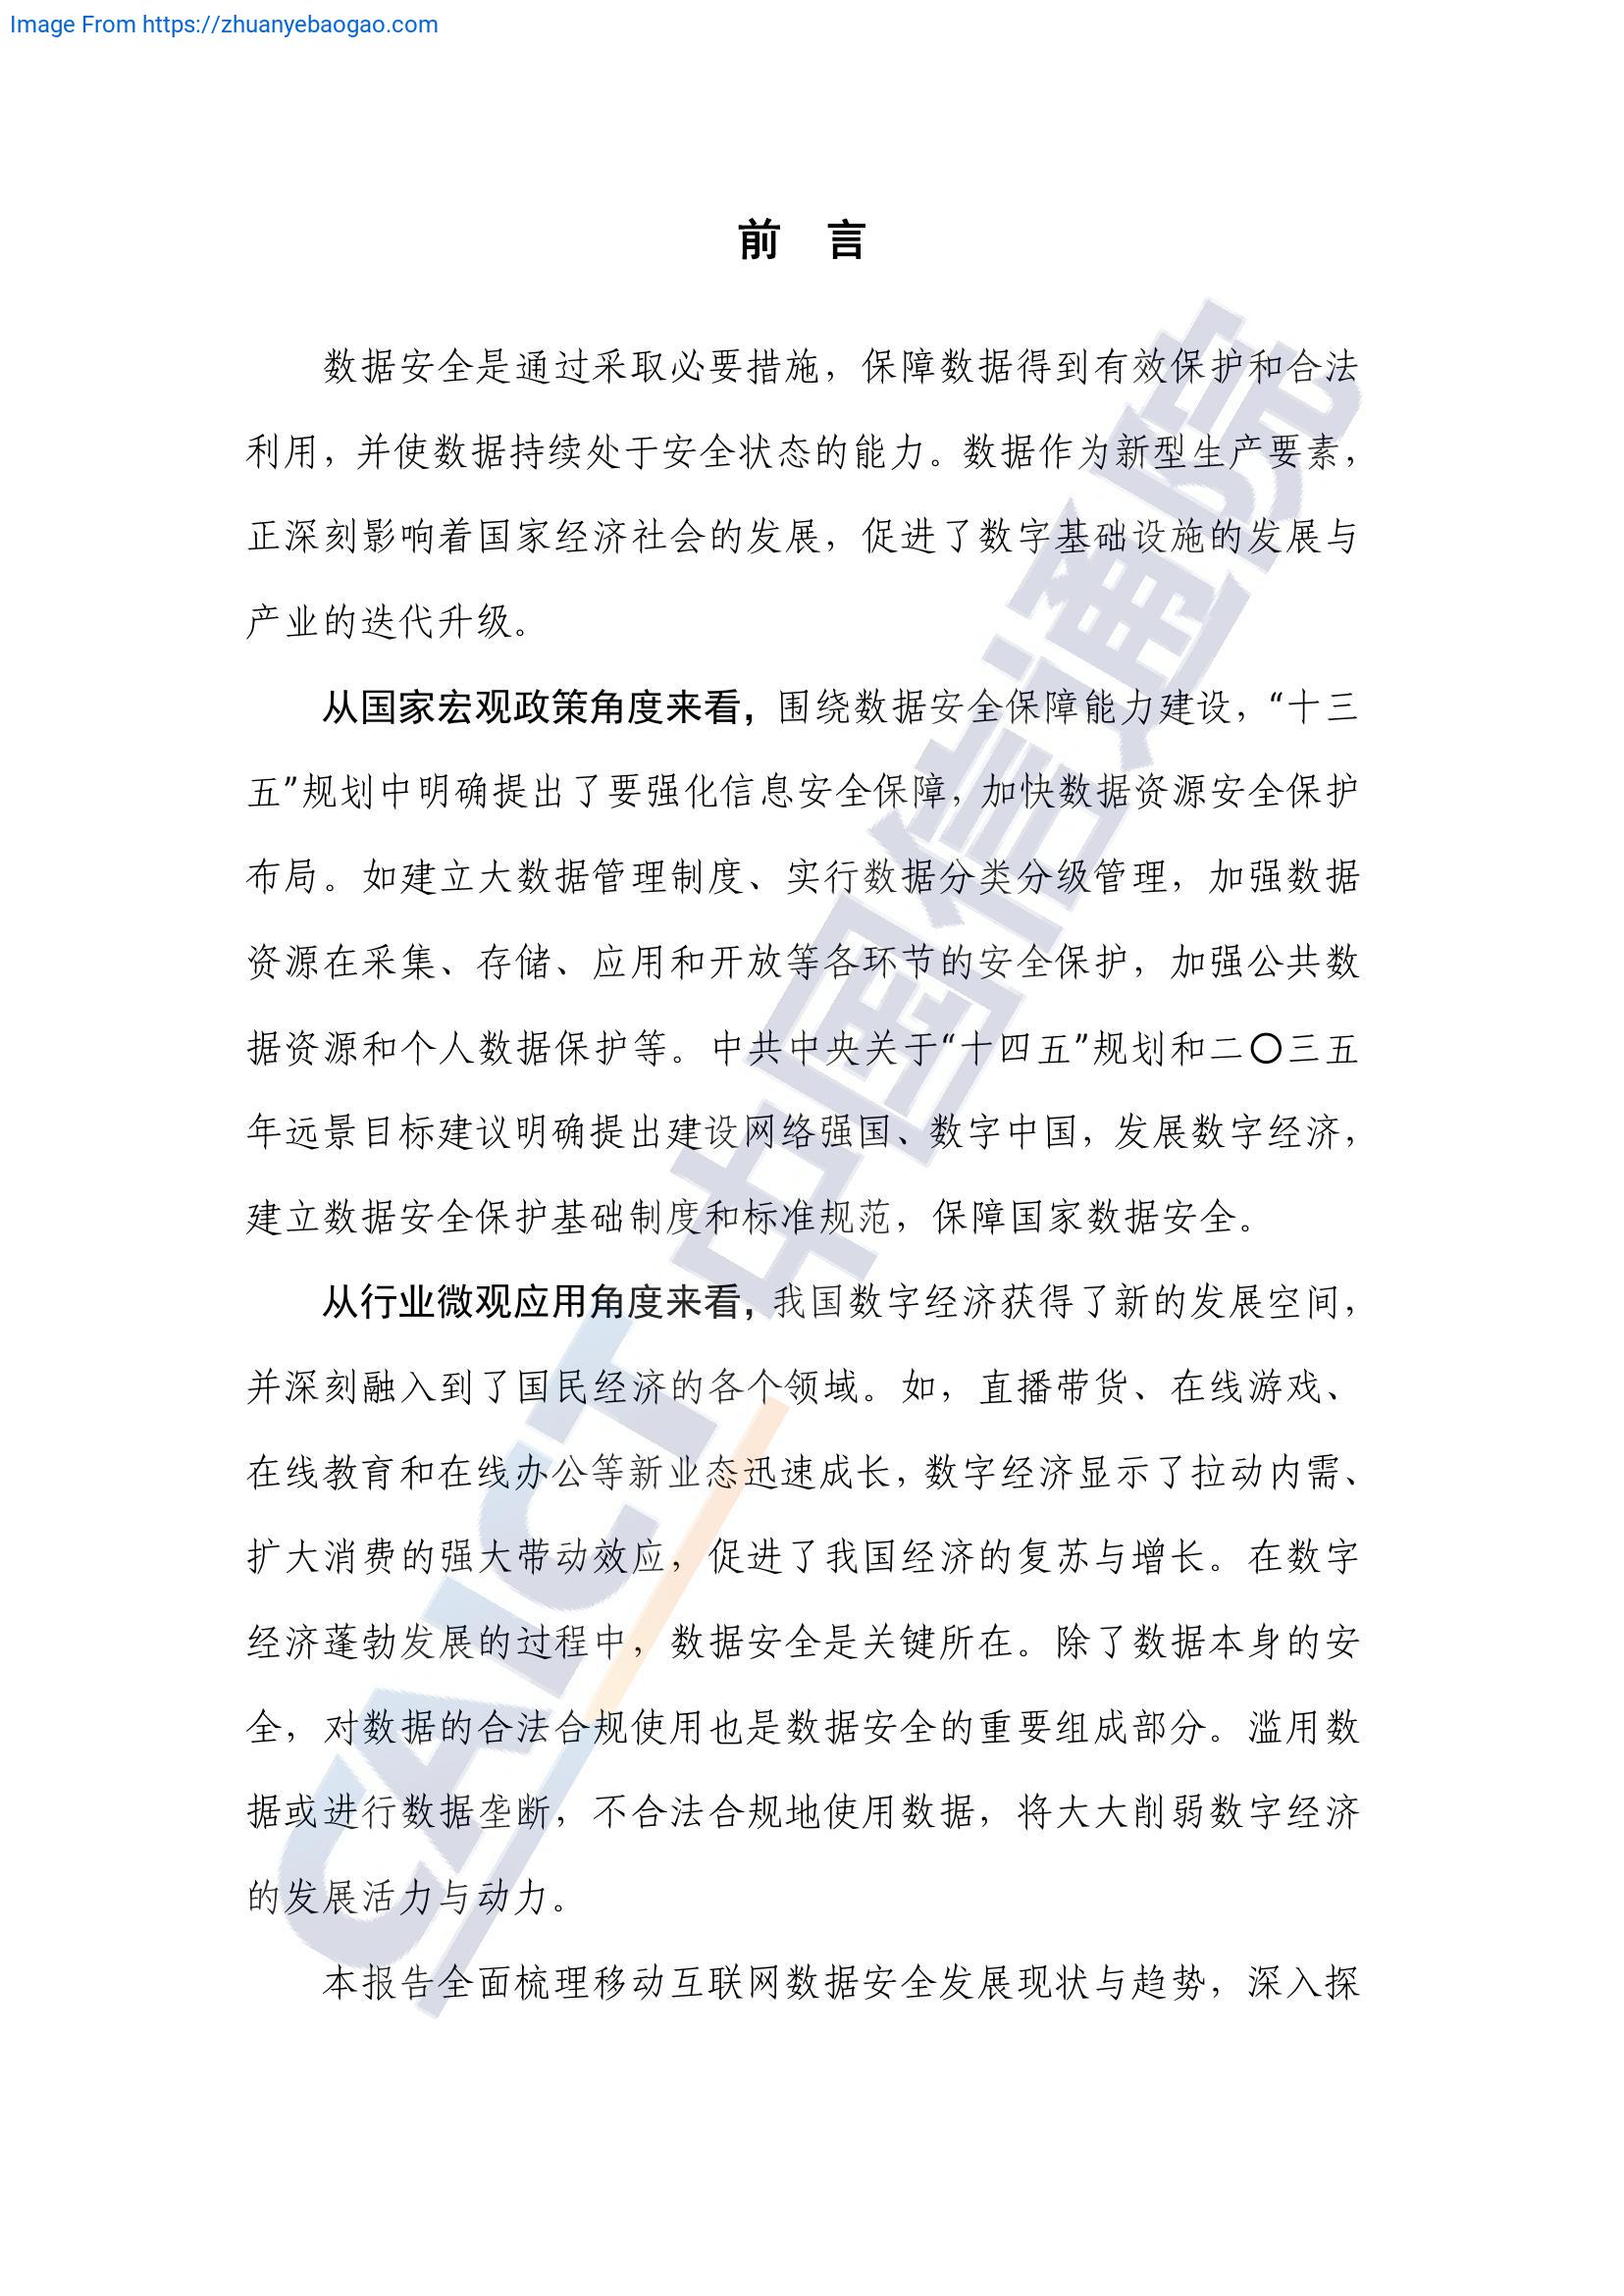 Image From https://zhuanyebaogao.com
前 言
数据安全是通过采取必要措施，保障数据得到有效保护和合法
利用，并使数据持续处于安全状态的能力。数据作为新型生产要素，
正深刻影响着国家经济社会的发展，促进了数字基础设施的发展与
产业的迭代升级。
从国家宏观政策角度来看，围绕数据安全保障能力建设，“十三
五”规划中明确提出了要强化信息安全保障，加快数据资源安全保护
布局。如建立大数据管理制度、实行数据分类分级管理，加强数据
资源在采集、存储、应用和开放等各环节的安全保护，加强公共数
据资源和个人数据保护等。中共中央关于“十四五”规划和二〇三五
年远景目标建议明确提出建设网络强国、数字中国，发展数字经济，
建立数据安全保护基础制度和标准规范，保障国家数据安全。
从行业微观应用角度来看，我国数字经济获得了新的发展空间，
并深刻融入到了国民经济的各个领域。如，直播带货、在线游戏、
在线教育和在线办公等新业态迅速成长，数字经济显示了拉动内需、
扩大消费的强大带动效应，促进了我国经济的复苏与增长。在数字
经济蓬勃发展的过程中，数据安全是关键所在。除了数据本身的安
全，对数据的合法合规使用也是数据安全的重要组成部分。滥用数
据或进行数据垄断，不合法合规地使用数据，将大大削弱数字经济
的发展活力与动力。
本报告全面梳理移动互联网数据安全发展现状与趋势，深入探
CAICT 中国信通院